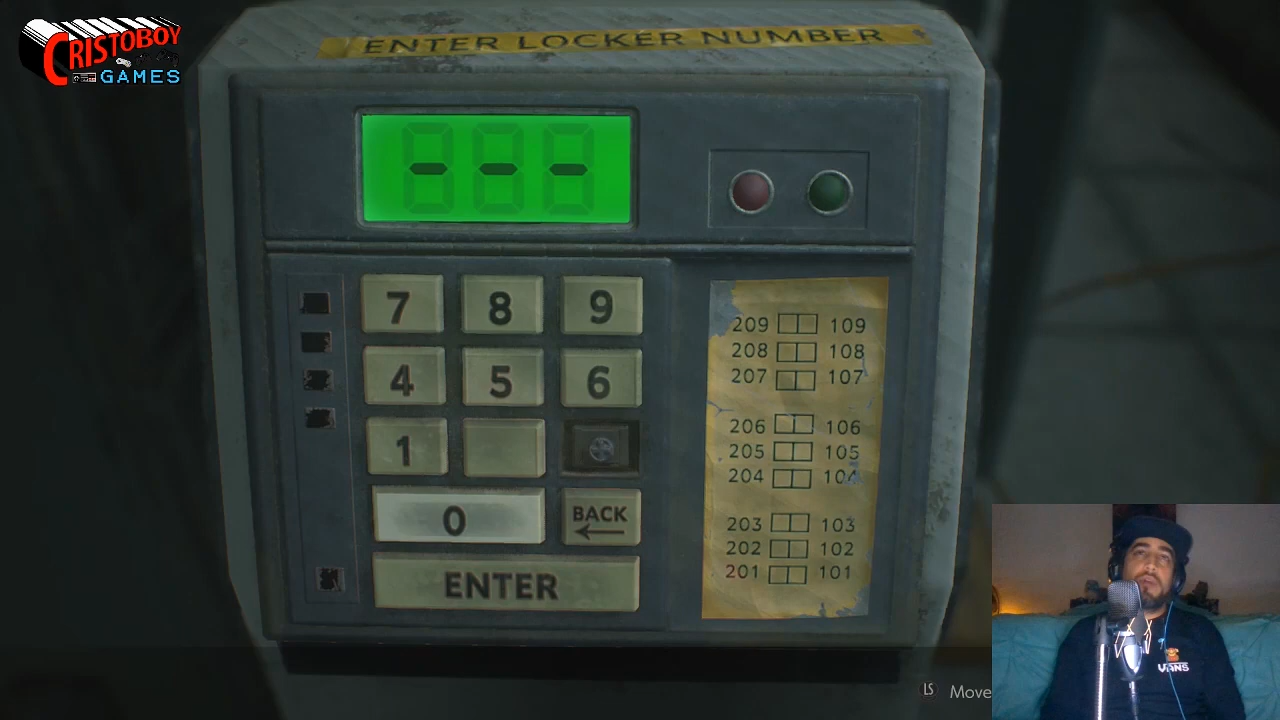 CRISTOBOY
GAMES
ENTER LOCKER NUMBER
- - -
7 8 9
4 5 6
1
0 BACK
ENTER
209 109
208 108
207 107
206 106
205 105
204 104
203 103
202 102
201 101
VANS
LS Move